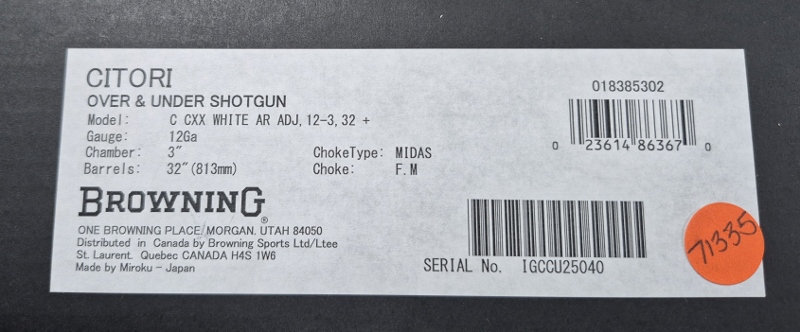 CITORI
OVER & UNDER SHOTGUN
Model: C CXX WHITE AR ADJ,12-3,32 +
Gauge: 12Ga
Chamber: 3" ChokeType: MIDAS
Barrels: 32"(813mm) Choke: F.M
BROWNING®
ONE BROWNING PLACE/MORGAN. UTAH 84050
Distributed in Canada by Browning Sports Ltd/Ltee
St. Laurent. Quebec CANADA H4S 1W6
Made by Miroku - Japan
018385302
0 23614 86367 0
SERIAL No. IGCCU25040
71335